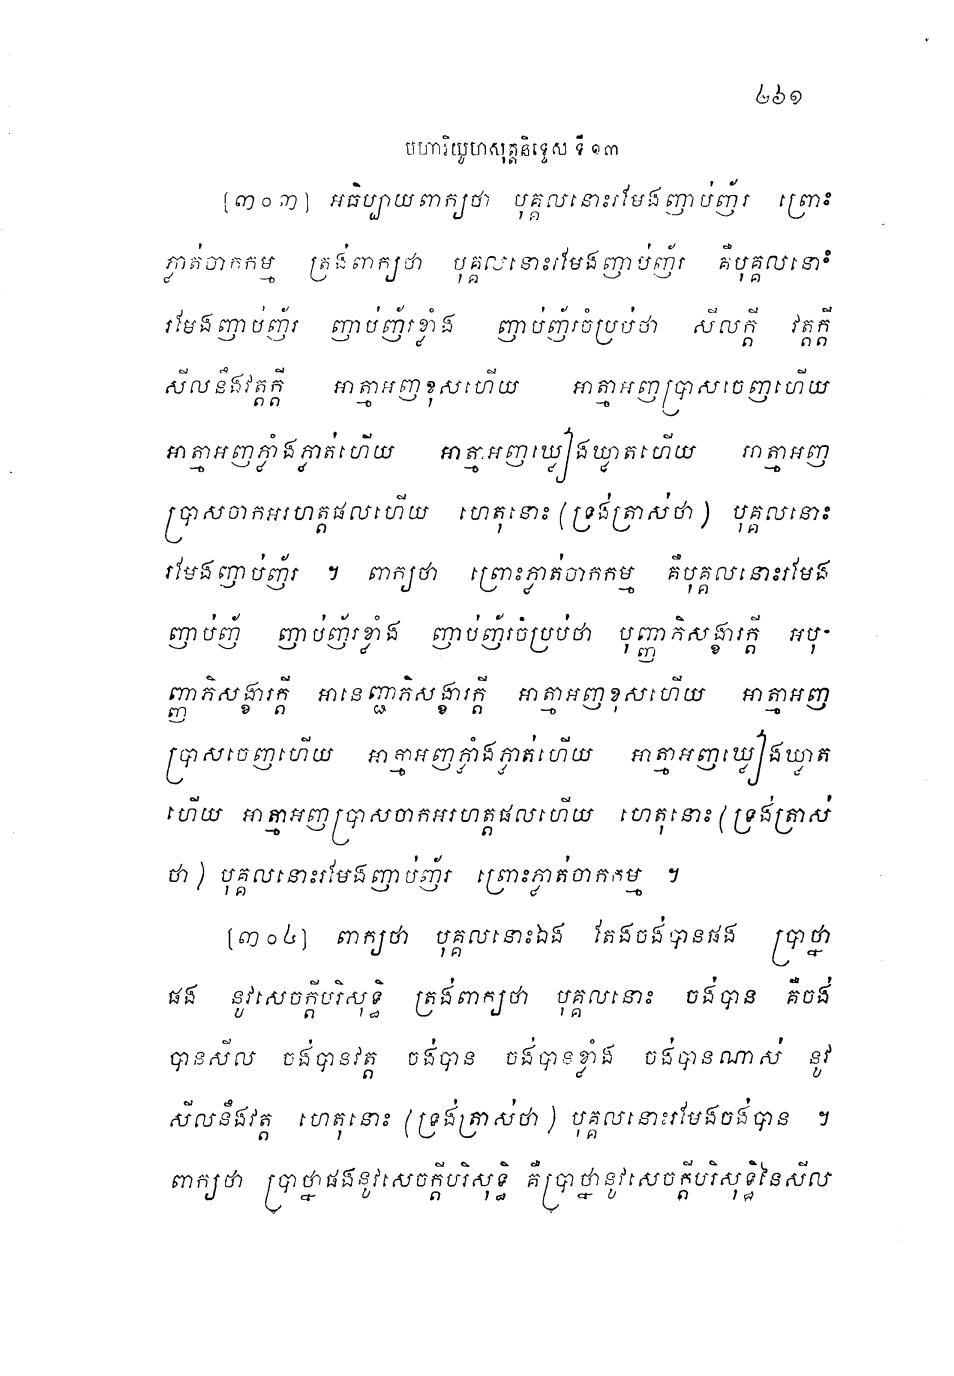 ៤៦១
មហាវិយូហសុត្តនិទ្ទេស ទី ១៣
(៣០៣) អធិប្បាយពាក្យថា បុគ្គលនោះរមែងញាប់ញ័រ ព្រោះ
ភ្លាត់ចាកកម្ម ត្រង់ពាក្យថា បុគ្គលនោះរមែងញាប់ញ័រ គឺបុគ្គលនោះ
រមែងញាប់ញ័រ ញាប់ញ័រខ្លាំង ញាប់ញ័រចំប្រប់ថា សីលក្តី វត្តក្តី
សីលនឹងវត្តក្តី អាត្មាអញខុសហើយ អាត្មាអញប្រាសចេញហើយ
អាត្មាអញភ្លាំងភ្លាត់ហើយ អាត្មាអញឃ្លៀងឃ្លាតហើយ អាត្មាអញ
ប្រាសចាកអរហត្តផលហើយ ហេតុនោះ (ទ្រង់ត្រាស់ថា) បុគ្គលនោះ
រមែងញាប់ញ័រ ។ ពាក្យថា ព្រោះភ្លាត់ចាកកម្ម គឺបុគ្គលនោះរមែង
ញាប់ញ័ ញាប់ញ័រខ្លាំង ញាប់ញ័រចំប្រប់ថា បុញ្ញាភិសង្ខារក្តី អបុ-
ញ្ញាភិសង្ខារក្តី អានេញ្ជាភិសង្ខារក្តី អាត្មាអញខុសហើយ អាត្មាអញ
ប្រាសចេញហើយ អាត្មាអញភ្លាំងភ្លាត់ហើយ អាត្មាអញឃ្លៀងឃ្លាត
ហើយ អាត្មាអញប្រាសចាកអរហត្តផលហើយ ហេតុនោះ (ទ្រង់ត្រាស់
ថា) បុគ្គលនោះរមែងញាប់ញ័រ ព្រោះភ្លាត់ចាកកម្ម ។
(៣០៤) ពាក្យថា បុគ្គលនោះឯង តែងចង់បានផង ប្រាថ្នា
ផង នូវសេចក្តីបរិសុទ្ធិ ត្រង់ពាក្យថា បុគ្គលនោះ ចង់បាន គឺចង់
បានសីល ចង់បានវត្ត ចង់បាន ចង់បានខ្លាំង ចង់បានណាស់ នូវ
សីលនឹងវត្ត ហេតុនោះ (ទ្រង់ត្រាស់ថា) បុគ្គលនោះរមែងចង់បាន ។
ពាក្យថា ប្រាថ្នាផងនូវសេចក្តីបរិសុទ្ធិ គឺប្រាថ្នានូវសេចក្តីបរិសុទ្ធិនៃសីល